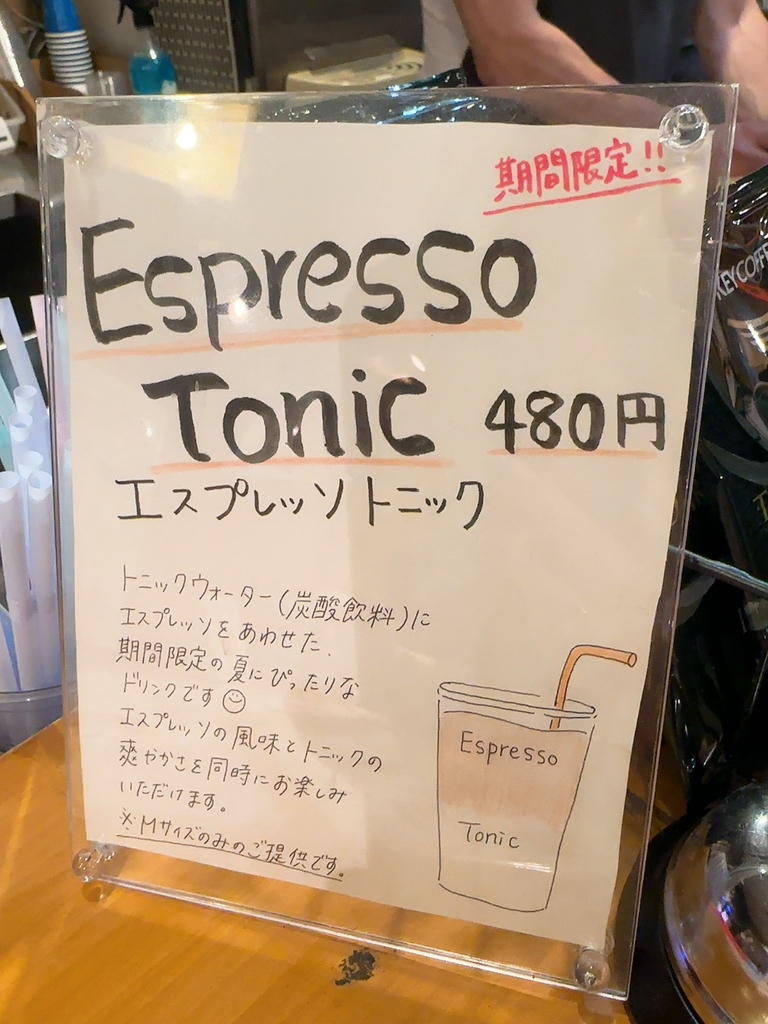 期間限定!!
Espresso
Tonic 480円
エスプレッソトニック
トニックウォーター(炭酸飲料)に
エスプレッソをあわせた、
期間限定の夏にぴったりな
ドリンクです☺
エスプレッソの風味とトニックの
爽やかさを同時にお楽しみ
いただけます。
※Mサイズのみのご提供です。
Espresso
Tonic
KEYCOFFE